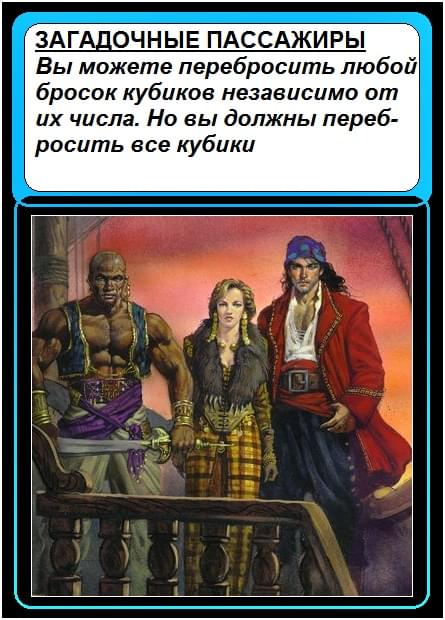 ЗАГАДОЧНЫЕ ПАССАЖИРЫ
Вы можете перебросить любой
бросок кубиков независимо от
их числа. Но вы должны переб-
росить все кубики